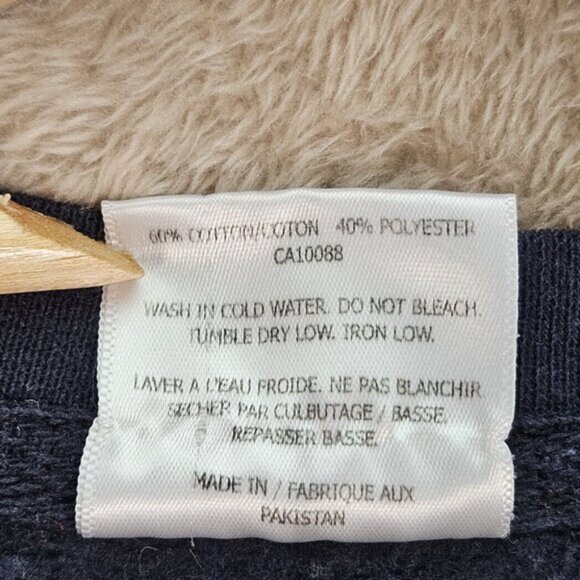 60% COTTON/COTON 40% POLYESTER
CA10088
WASH IN COLD WATER. DO NOT BLEACH.
TUMBLE DRY LOW. IRON LOW.
LAVER A L'EAU FROIDE. NE PAS BLANCHIR
SECHER PAR CULBUTAGE / BASSE.
REPASSER BASSE.
MADE IN / FABRIQUE AUX
PAKISTAN